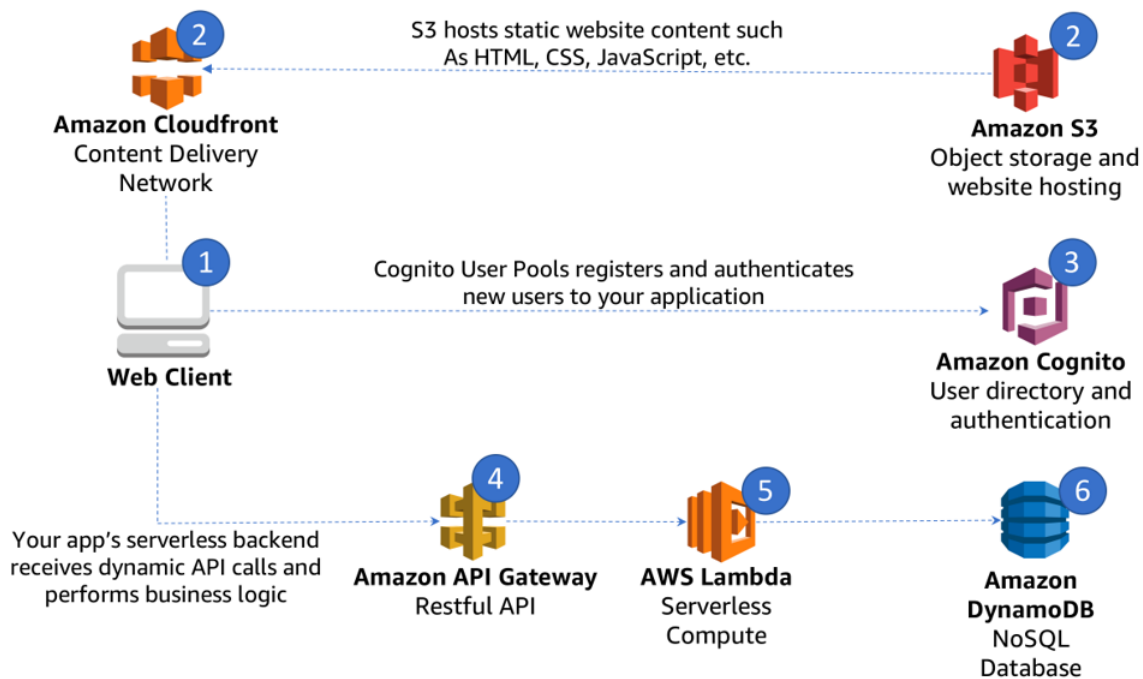 2
S3 hosts static website content such
As HTML, CSS, JavaScript, etc.
2
Amazon Cloudfront
Content Delivery
Network
Amazon S3
Object storage and
website hosting
1
Cognito User Pools registers and authenticates
new users to your application
3
Web Client
Amazon Cognito
User directory and
authentication
4
5
6
Your app's serverless backend
receives dynamic API calls and
performs business logic
Amazon API Gateway
Restful API
AWS Lambda
Serverless
Compute
Amazon
DynamoDB
NoSQL
Database